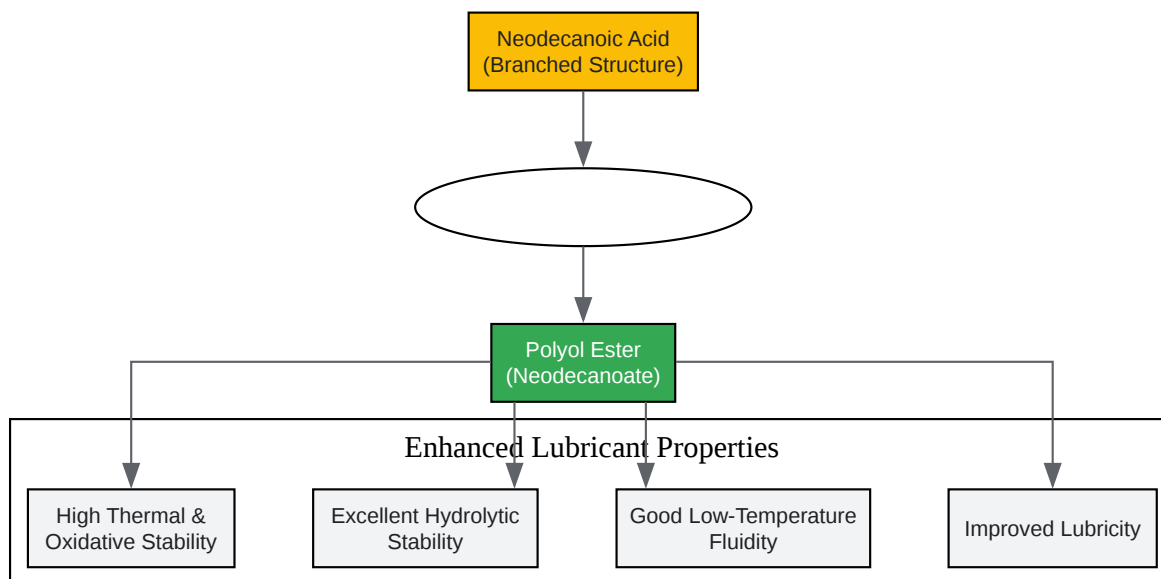 Neodecanoic Acid
(Branched Structure)
Polyol Ester
(Neodecanoate)
Enhanced Lubricant Properties
High Thermal &
Oxidative Stability
Excellent Hydrolytic
Stability
Good Low-Temperature
Fluidity
Improved Lubricity